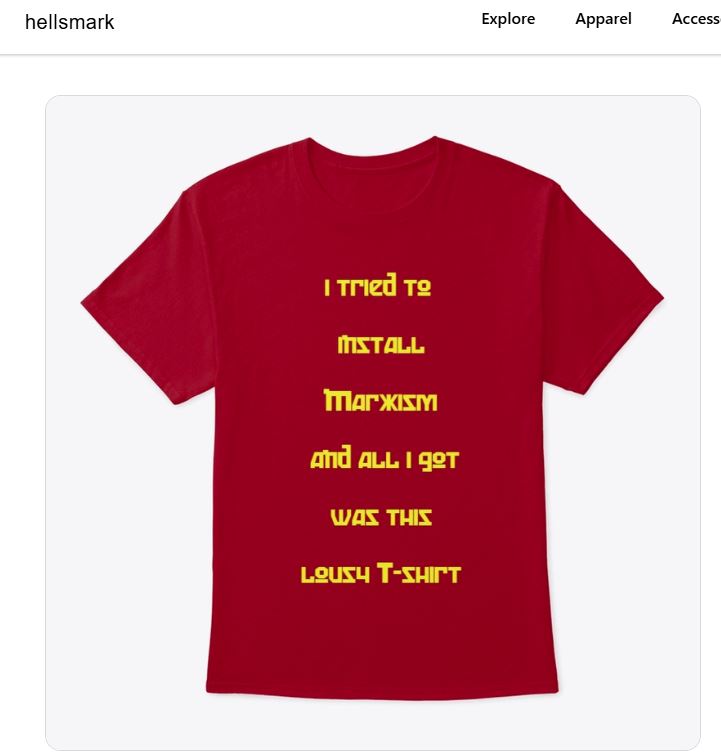 hellsmark
Explore Apparel Access
I tried to
install
Marxism
and all I got
was this
lousy T-shirt